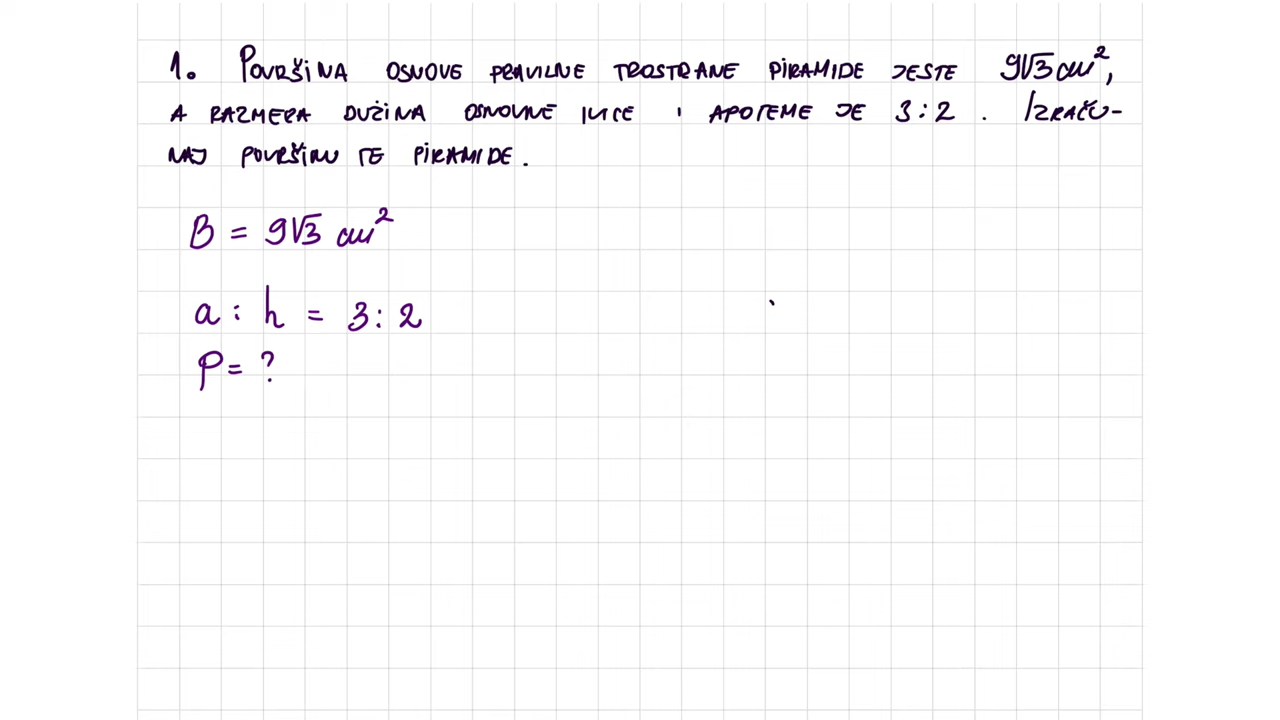 1. POVRŠINA OSNOVE PRAVILNE TROSTRANE PIRAMIDE JESTE 9√3 cm²,
A RAZMERA DUŽINA OSNOVNE IVICE I APOTEME JE 3:2. IZRAČU-
NAJ POVRŠINU TE PIRAMIDE.
B = 9√3 cm²
a : h = 3 : 2
P = ?